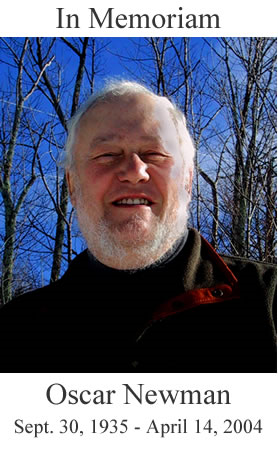 In Memoriam
Oscar Newman
Sept. 30, 1935 - April 14, 2004